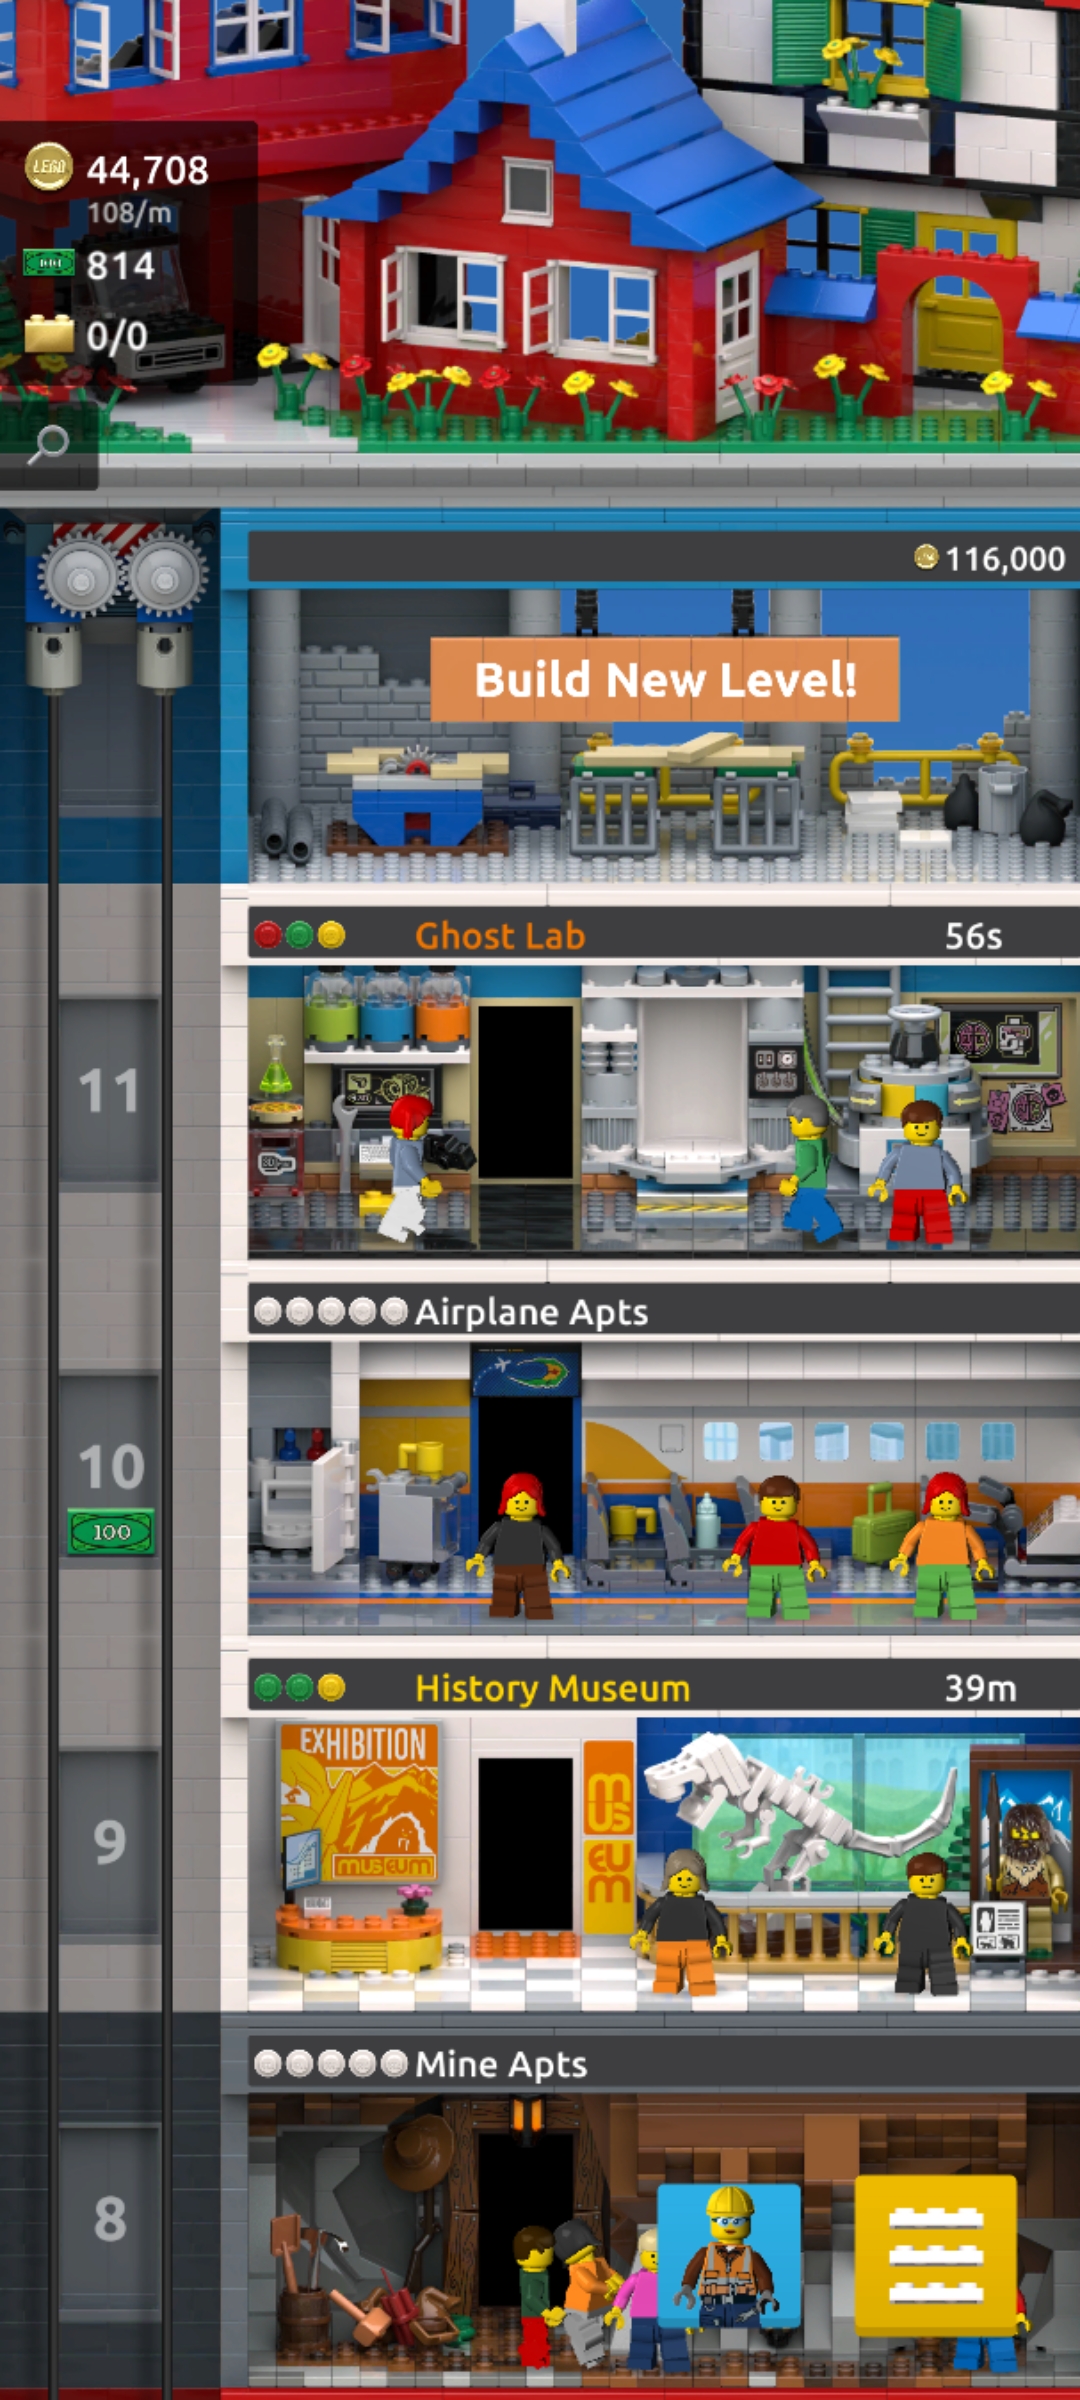 LEGO
44,708
108/m
814
0/0
116,000
Build New Level!
Ghost Lab
56s
11
Airplane Apts
10
100
History Museum
39m
EXHIBITION
MUSEUM
MUS
EUM
9
Mine Apts
8